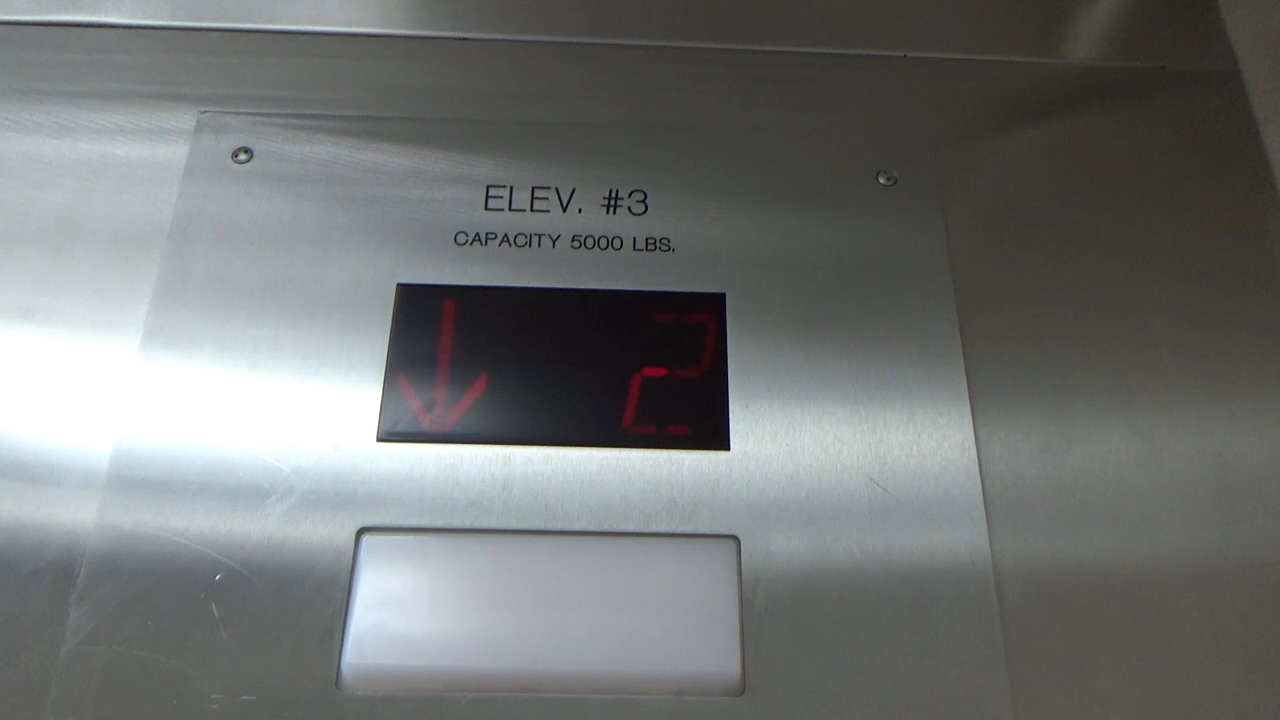 ELEV. #3
CAPACITY 5000 LBS.
↓ 2